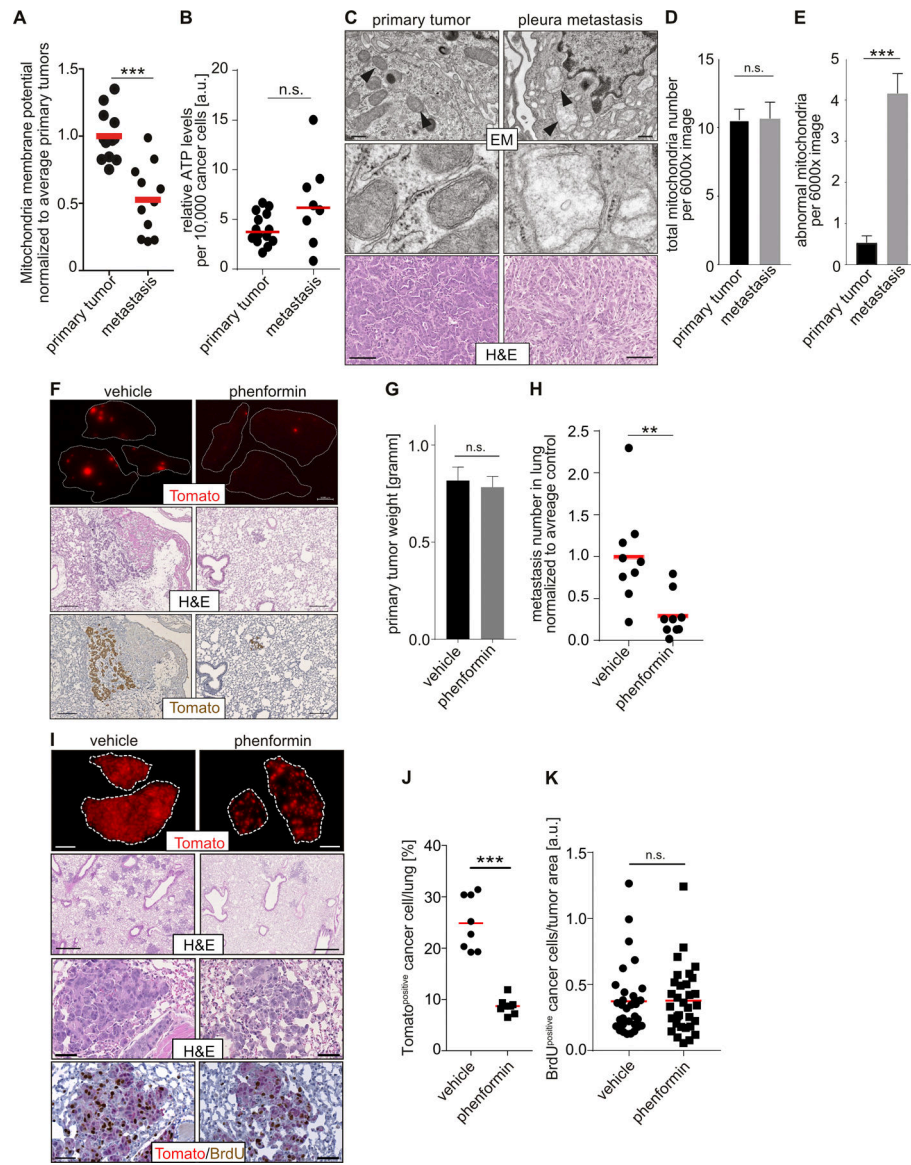 A
Mitochondria membrane potential
normalized to average primary tumors
1.5
1.0
0.5
0
***
primary tumor
metastasis
B
relative ATP levels
per 10,000 cancer cells [a.u.]
20
15
10
5
0
n.s.
primary tumor
metastasis
C
primary tumor
pleura metastasis
EM
H&E
D
total mitochondria number
per 6000x image
15
10
5
0
n.s.
primary tumor
metastasis
E
abnormal mitochondria
per 6000x image
5
4
3
2
1
0
***
primary tumor
metastasis
F
vehicle
phenformin
Tomato
H&E
Tomato
G
primary tumor weight [gramm]
1.0
0.5
0.0
n.s.
vehicle
phenformin
H
metastasis number in lung
normalized to avreage control
2.5
2.0
1.5
1.0
0.5
0.0
**
vehicle
phenformin
I
vehicle
phenformin
Tomato
H&E
H&E
Tomato/BrdU
J
Tomatopositive cancer cell/lung [%]
40
30
20
10
0
***
vehicle
phenformin
K
BrdUpositive cancer cells/tumor area [a.u.]
1.5
1.0
0.5
0.0
n.s.
vehicle
phenformin